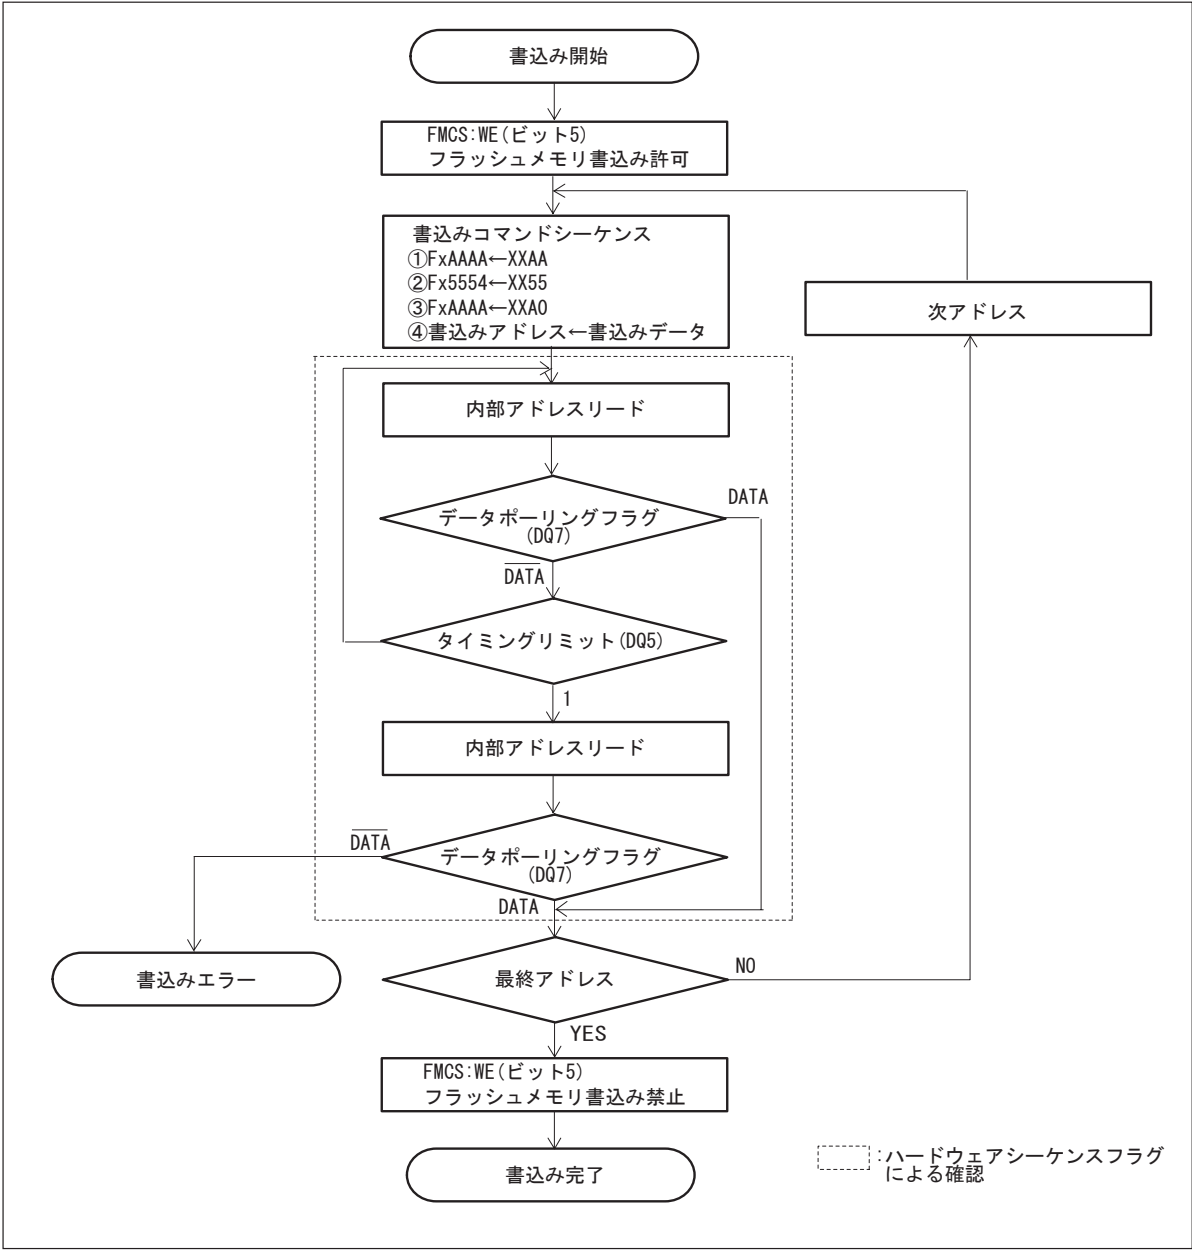 書込み開始
FMCS:WE(ビット5)
フラッシュメモリ書込み許可
書込みコマンドシーケンス
①FxAAAA←XXAA
②Fx5554←XX55
③FxAAAA←XXA0
④書込みアドレス←書込みデータ
次アドレス
内部アドレスリード
データポーリングフラグ
(DQ7)
DATA
D̅A̅T̅A̅
タイミングリミット(DQ5)
1
内部アドレスリード
データポーリングフラグ
(DQ7)
D̅A̅T̅A̅
DATA
書込みエラー
最終アドレス
NO
YES
FMCS:WE(ビット5)
フラッシュメモリ書込み禁止
書込み完了
:ハードウェアシーケンスフラグ
による確認